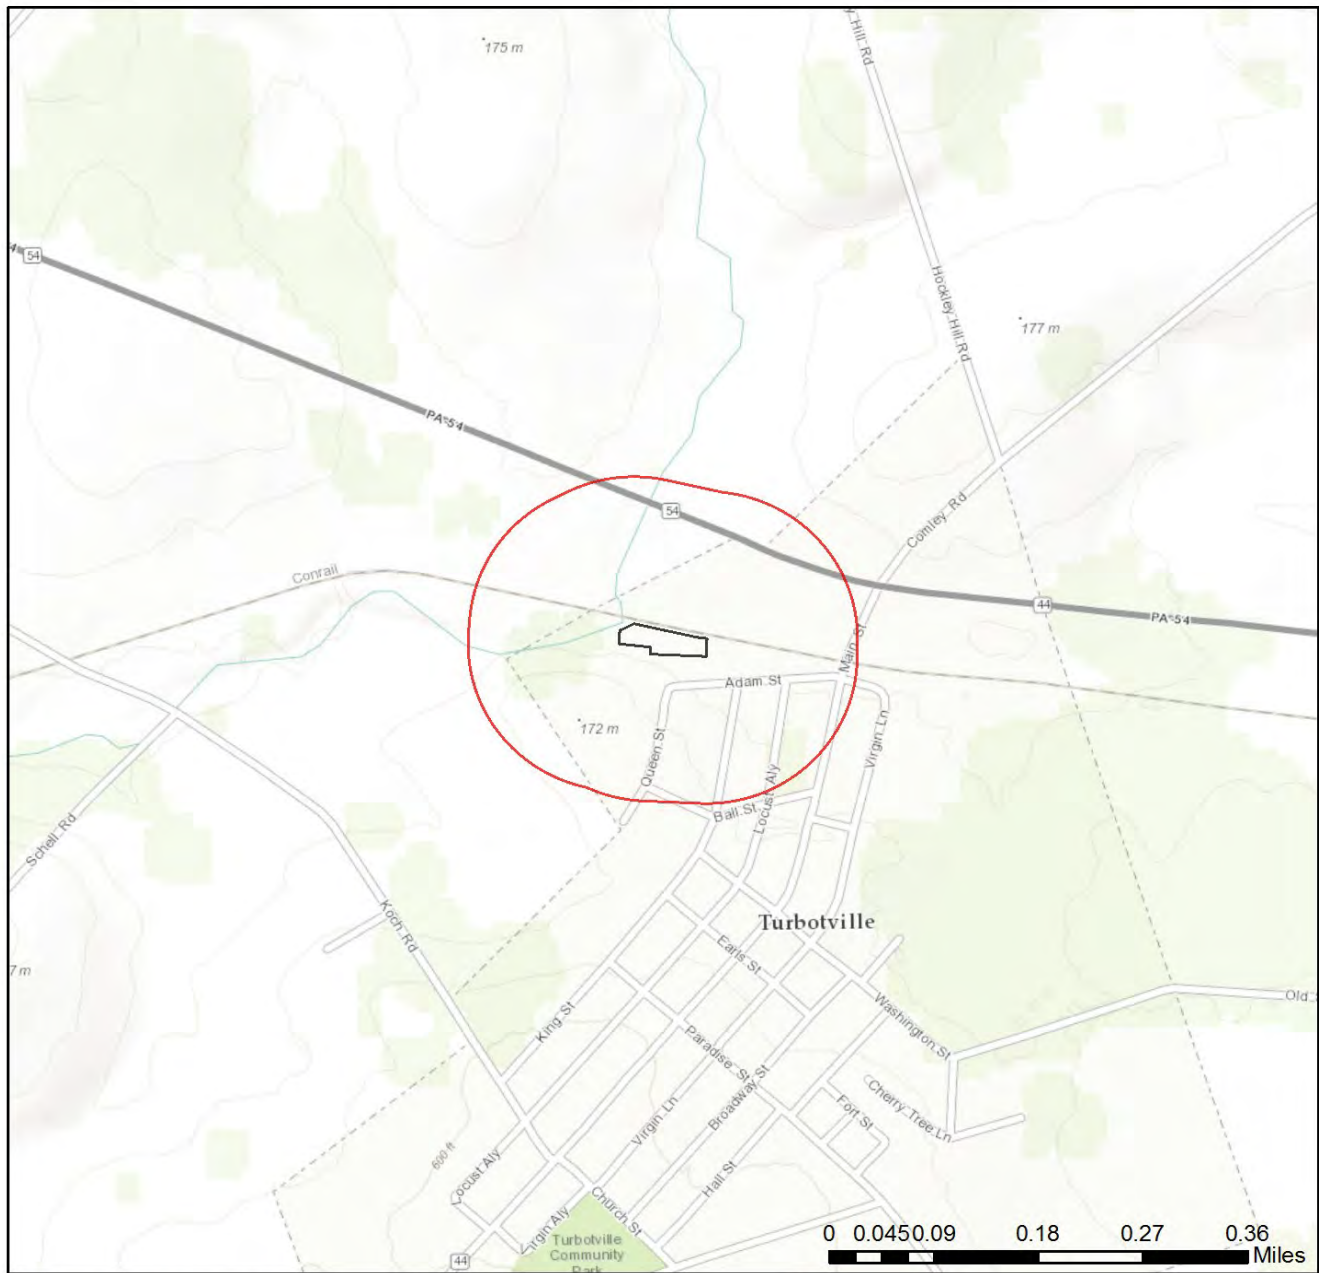 175 m
y Hill Rd
4
54
Hockley Hill Rd
177 m
PA-54
54
Comley Rd
Conrail
44
PA-54
Main St
Adam St
172 m
Queen St
Virgin Ln
Locust Aly
Ball St
Schell Rd
Koch Rd
Turbotville
Earls St
7 m
Old
Washington St
King St
Paradise St
Broadway St
Cherry Tree Ln
Fort St
Virgin Ln
600 ft
Locust Aly
Hall St
Church St
Virgin Aly
Turbotville
Community
Park
44
0 0.045 0.09 0.18 0.27 0.36
Miles